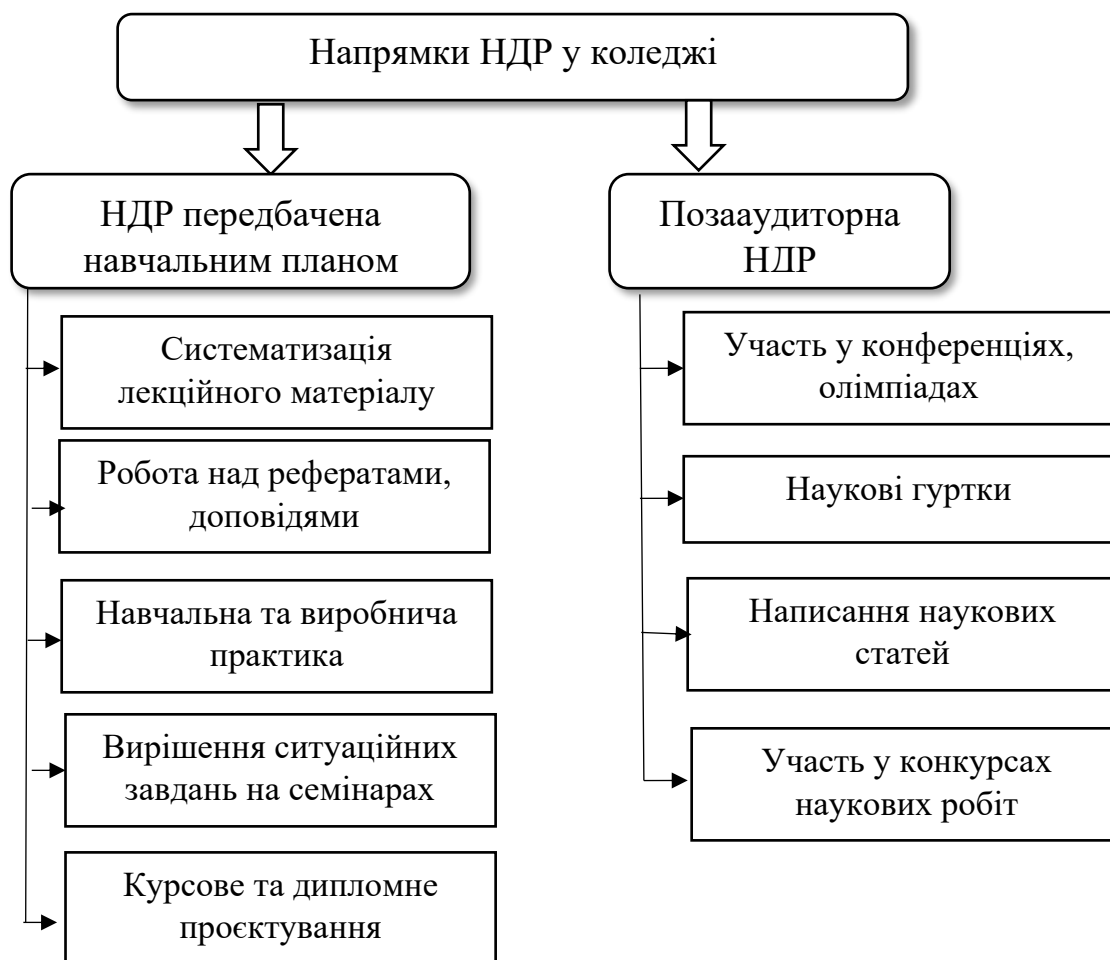 Напрямки НДР у коледжі
НДР передбачена
навчальним планом
Систематизація
лекційного матеріалу
Робота над рефератами,
доповідями
Навчальна та виробнича
практика
Вирішення ситуаційних
завдань на семінарах
Курсове та дипломне
проєктування
Позааудиторна
НДР
Участь у конференціях,
олімпіадах
Наукові гуртки
Написання наукових
статей
Участь у конкурсах
наукових робіт